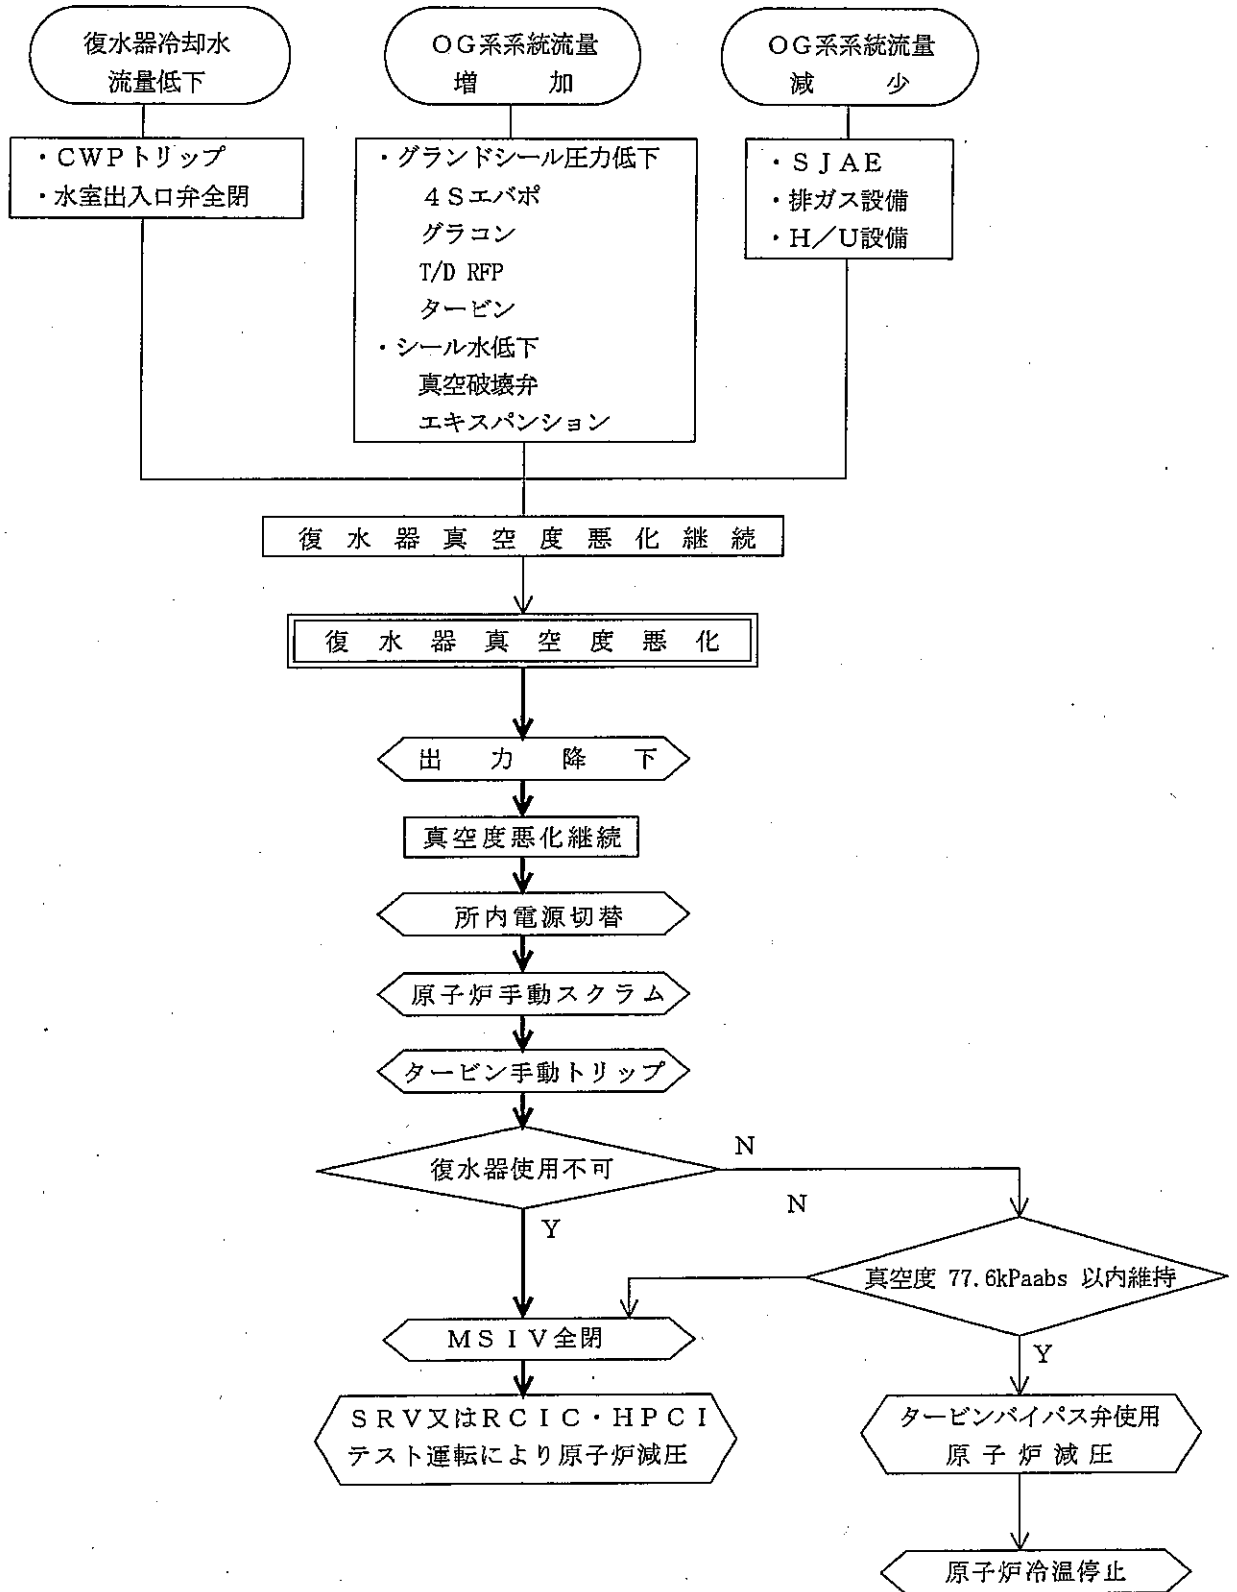 復水器冷却水
流量低下
ＯＧ系系統流量
増　　加
ＯＧ系系統流量
減　　少
・ＣＷＰトリップ
・水室出入口弁全閉
・グランドシール圧力低下
４Ｓエバポ
グラコン
T/D RFP
タービン
・シール水低下
真空破壊弁
エキスパンション
・ＳＪＡＥ
・排ガス設備
・Ｈ／Ｕ設備
復水器真空度悪化継続
復水器真空度悪化
出力降下
真空度悪化継続
所内電源切替
原子炉手動スクラム
タービン手動トリップ
復水器使用不可
N
Y
N
真空度 77.6kPaabs 以内維持
Y
ＭＳＩＶ全閉
ＳＲＶ又はＲＣＩＣ・ＨＰＣＩ
テスト運転により原子炉減圧
タービンバイパス弁使用
原子炉減圧
原子炉冷温停止